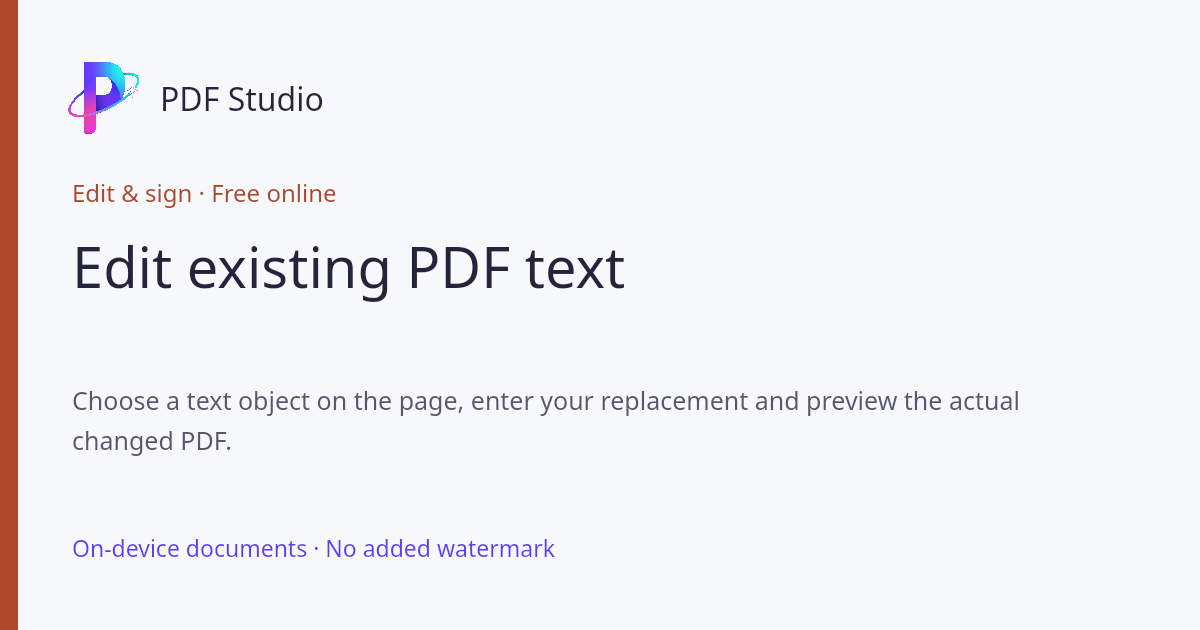 PDF Studio
Edit & sign · Free online
Edit existing PDF text
Choose a text object on the page, enter your replacement and preview the actual
changed PDF.
On-device documents · No added watermark